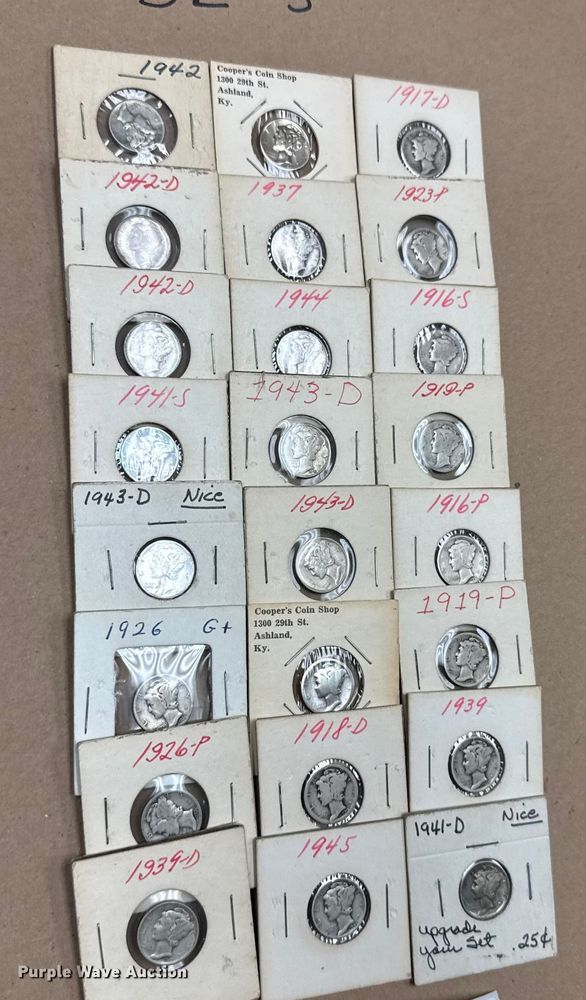 1942
Cooper's Coin Shop
1300 29th St.
Ashland,
Ky.
1917-D
1942-D
1937
1923-P
1942-D
1944
1916-S
1941-S
1943-D
1919-P
1943-D Nice
1943-D
1916-P
1926 G+
Cooper's Coin Shop
1300 29th St.
Ashland,
Ky.
1919-P
1926-P
1918-D
1939
1939-D
1945
1941-D Nice
upgrade
your set .25¢
Purple Wave Auction